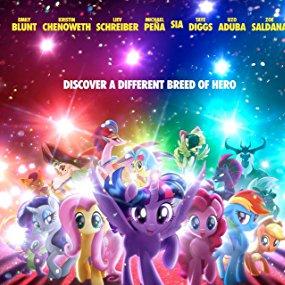 EMILY BLUNT KRISTIN CHENOWETH LIEV SCHREIBER MICHAEL PEÑA SIA TAYE DIGGS UZO ADUBA ZOE SALDANA
DISCOVER A DIFFERENT BREED OF HERO